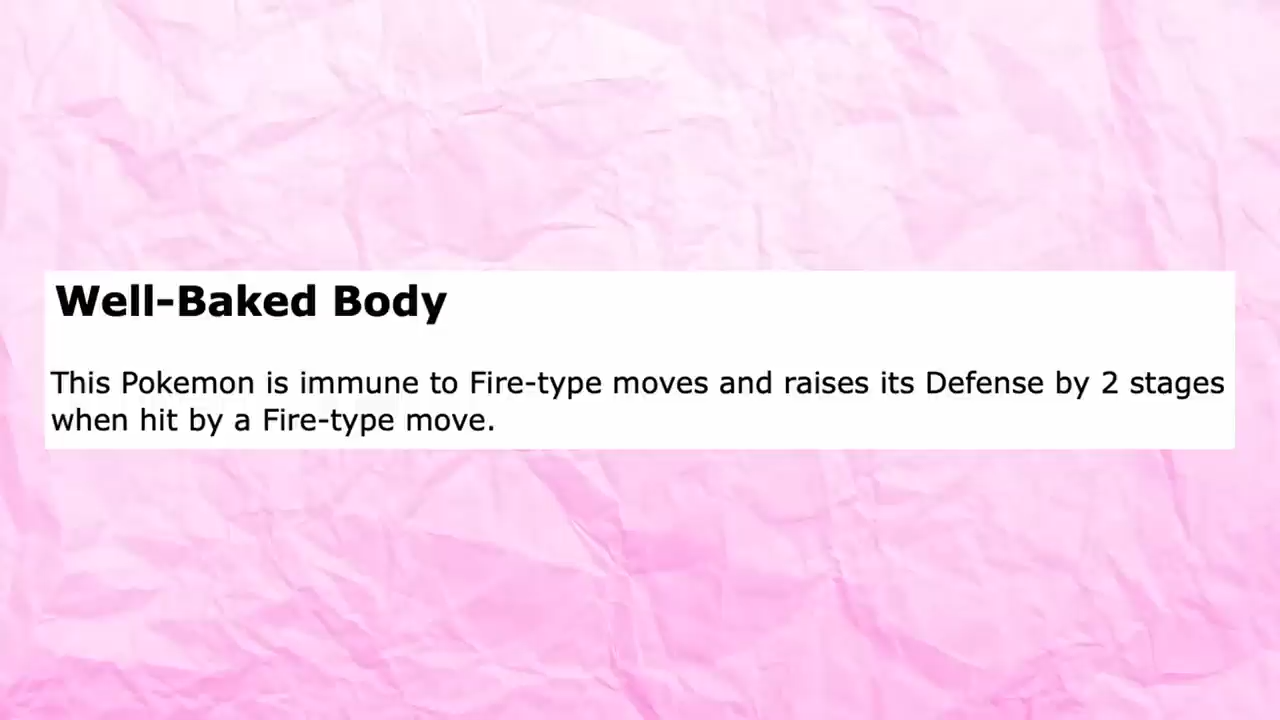 Well-Baked Body
This Pokemon is immune to Fire-type moves and raises its Defense by 2 stages
when hit by a Fire-type move.